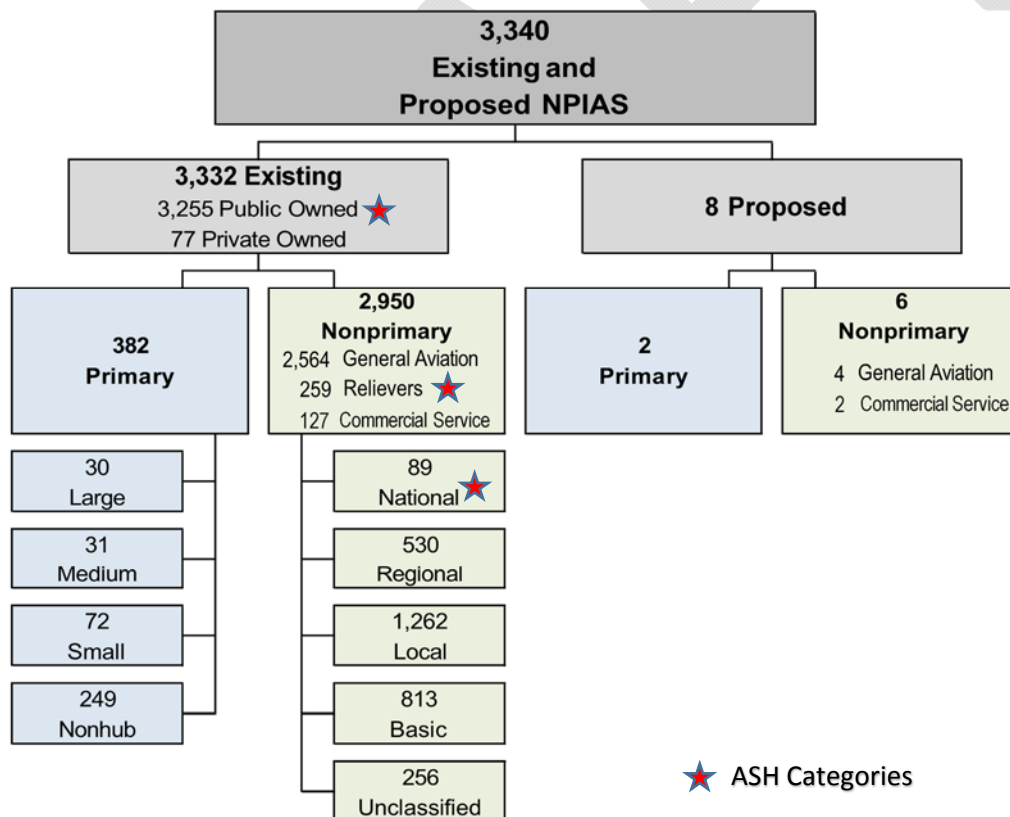 3,340
Existing and
Proposed NPIAS
3,332 Existing
3,255 Public Owned
77 Private Owned
8 Proposed
382
Primary
2,950
Nonprimary
2,564 General Aviation
259 Relievers
127 Commercial Service
2
Primary
6
Nonprimary
4 General Aviation
2 Commercial Service
30
Large
31
Medium
72
Small
249
Nonhub
89
National
530
Regional
1,262
Local
813
Basic
256
Unclassified
ASH Categories